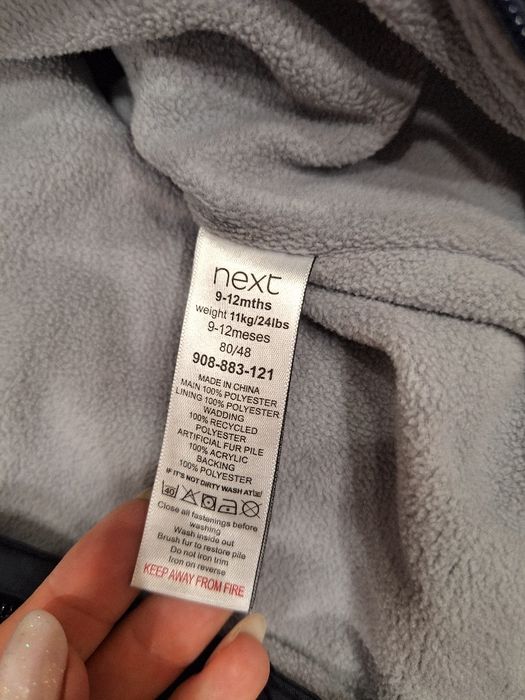 next
9-12mths
weight 11kg/24lbs
9-12meses
80/48
908-883-121
MADE IN CHINA
MAIN 100% POLYESTER
LINING 100% POLYESTER
WADDING
100% RECYCLED
POLYESTER
ARTIFICIAL FUR PILE
100% ACRYLIC
BACKING
100% POLYESTER
IF IT'S NOT DIRTY WASH AT
40
Close all fastenings before
washing
Wash inside out
Brush fur to restore pile
Do not iron trim
Iron on reverse
KEEP AWAY FROM FIRE